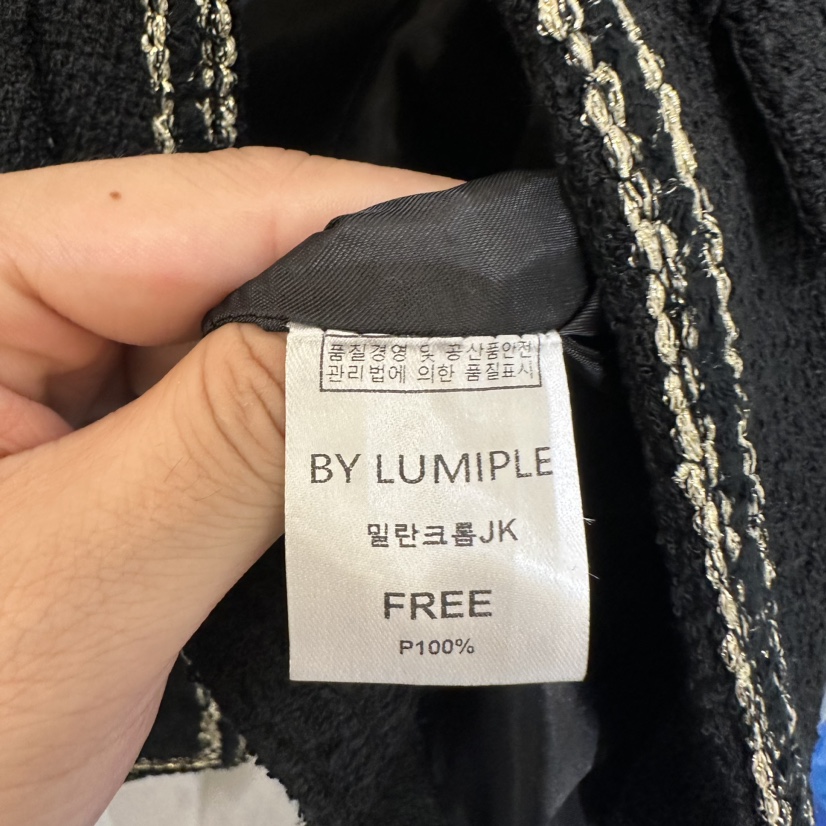 품질경영 및 공산품안전
관리법에 의한 품질표시
BY LUMIPLE
밀란크롭JK
FREE
P100%